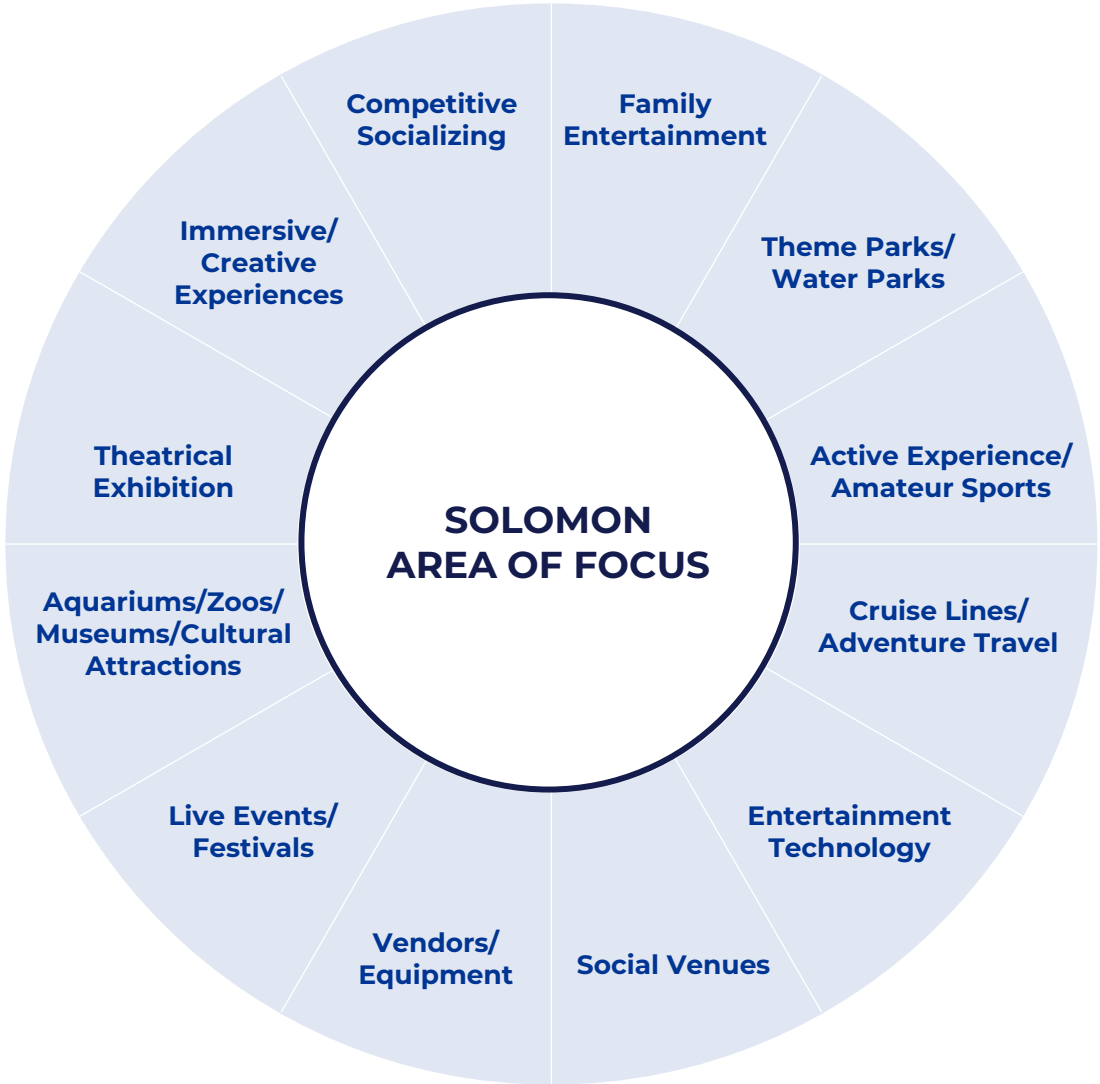 Competitive
Socializing
Family
Entertainment
Immersive/
Creative
Experiences
Theme Parks/
Water Parks
Theatrical
Exhibition
Active Experience/
Amateur Sports
SOLOMON
AREA OF FOCUS
Aquariums/Zoos/
Museums/Cultural
Attractions
Cruise Lines/
Adventure Travel
Live Events/
Festivals
Entertainment
Technology
Vendors/
Equipment
Social Venues